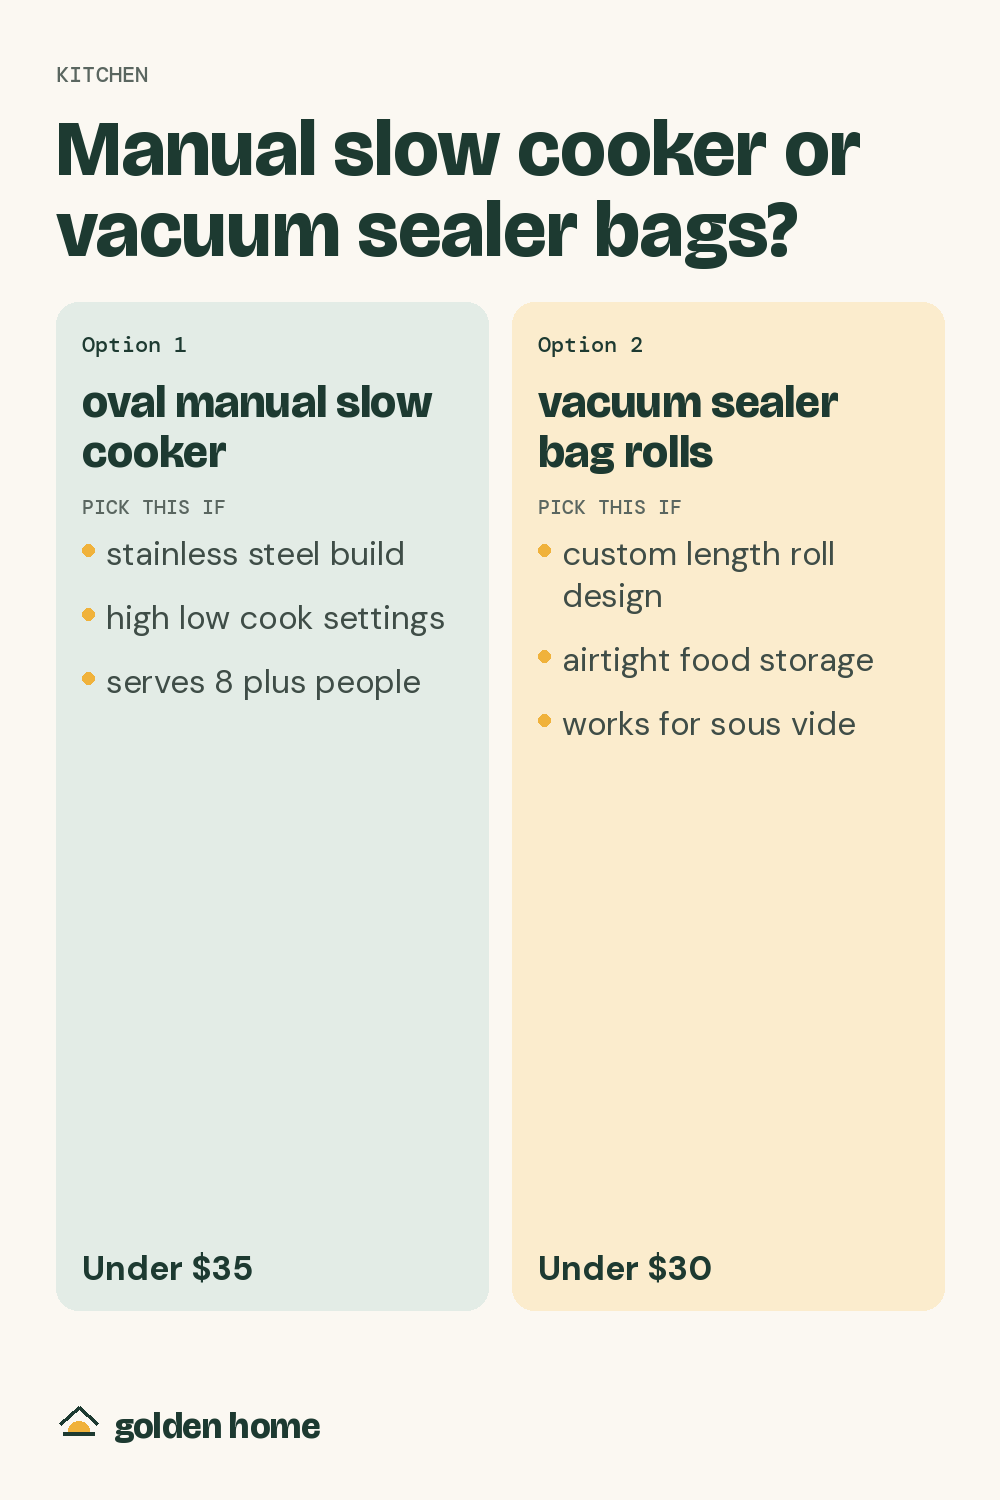 KITCHEN
Manual slow cooker or
vacuum sealer bags?
Option 1
oval manual slow
cooker
PICK THIS IF
stainless steel build
high low cook settings
serves 8 plus people
Under $35
Option 2
vacuum sealer
bag rolls
PICK THIS IF
custom length roll
design
airtight food storage
works for sous vide
Under $30
golden home